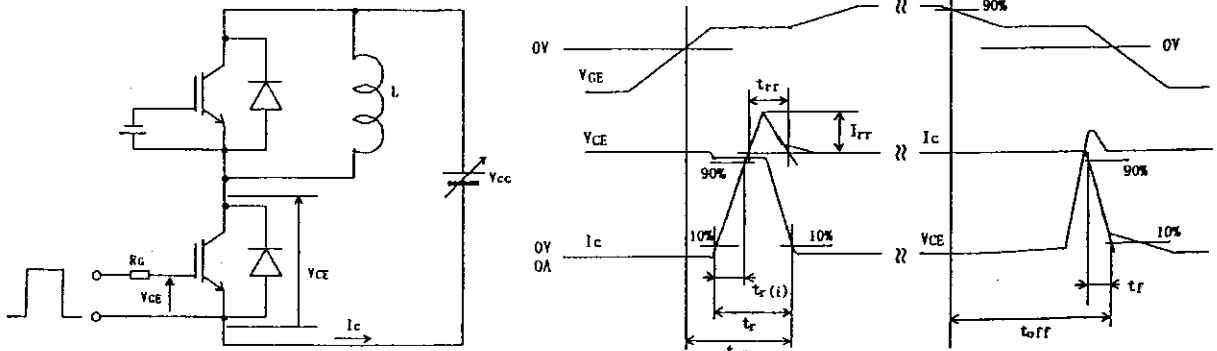 L
Vcc
VCE
RG
VGE
Ic
90%
0V
0V
VGE
trr
Irr
VCE
Ic
90%
90%
10%
10%
10%
0V
0A
Ic
VCE
tr(i)
tr
tf
toff